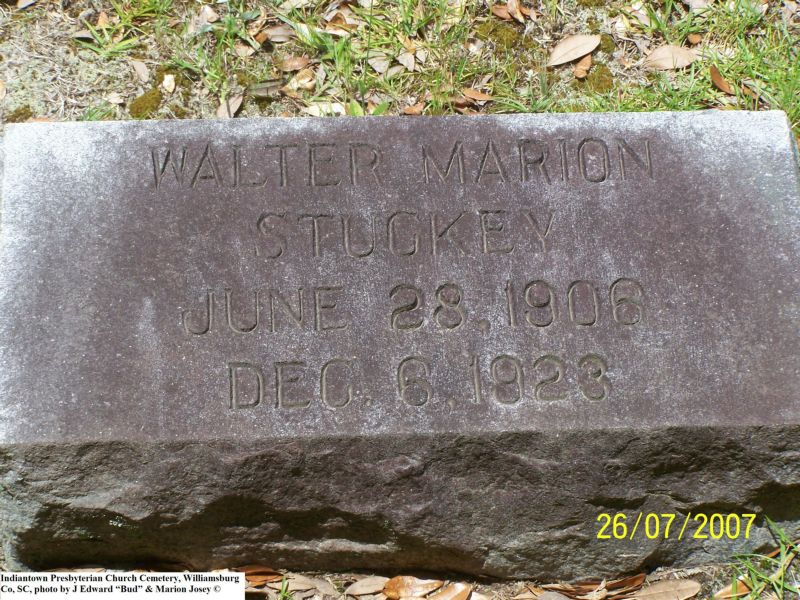 WALTER MARION
STUCKEY
JUNE 28, 1906
DEC. 6, 1923
26/07/2007
Indiantown Presbyterian Church Cemetery, Williamsburg
Co, SC, photo by J Edward “Bud” & Marion Josey ©